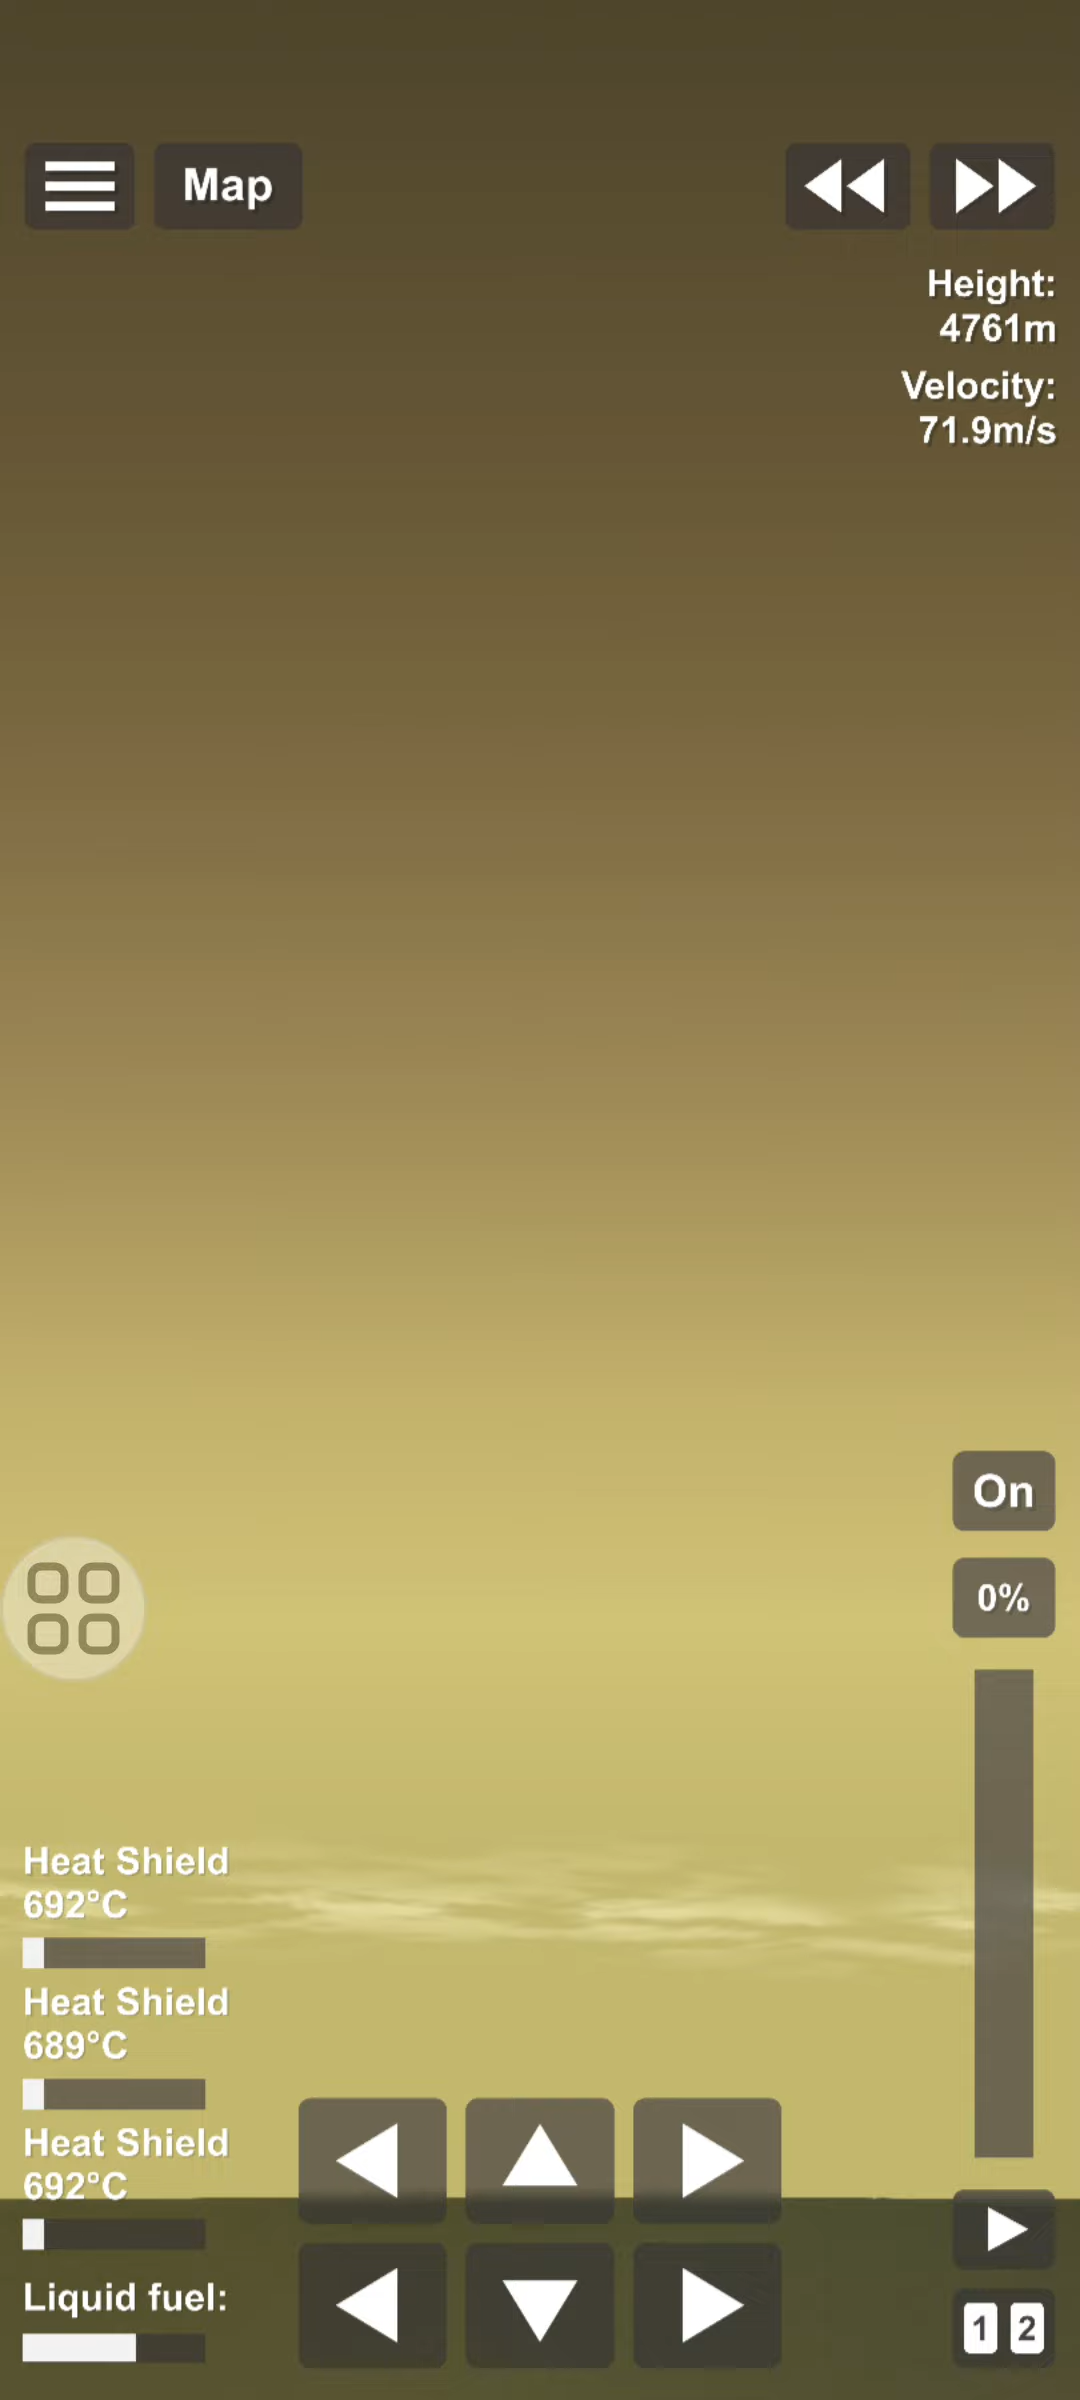 Map
Height:
4761m
Velocity:
71.9m/s
On
0%
Heat Shield
692°C
Heat Shield
689°C
Heat Shield
692°C
Liquid fuel:
1 2